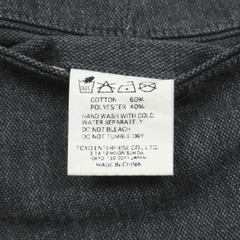 COTTON 60%
POLYESTER 40%
HAND WASH WITH COLD
WATER SEPARATELY
DO NOT BLEACH
DO NOT TUMBLE DRY
TOYO ENTERPRISE CO., LTD
JAPAN
MADE IN CHINA